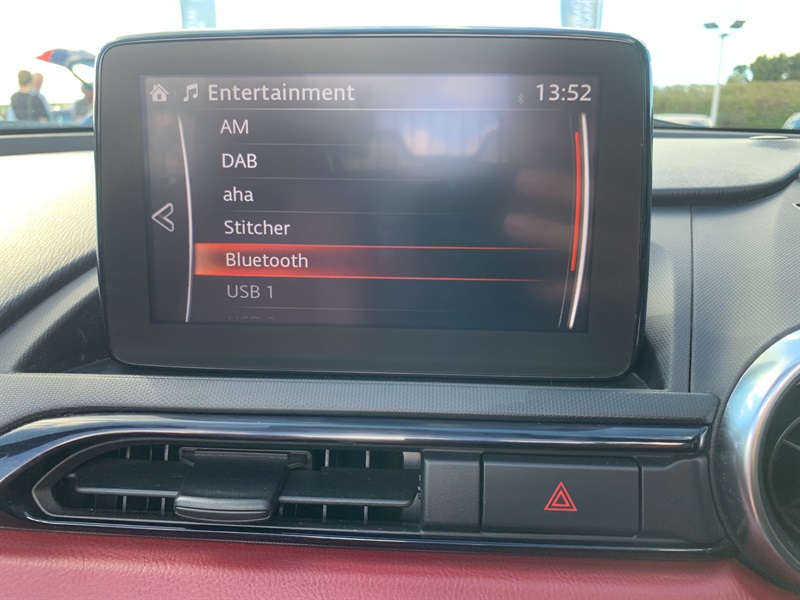 Entertainment 13:52
AM
DAB
aha
Stitcher
Bluetooth
USB 1